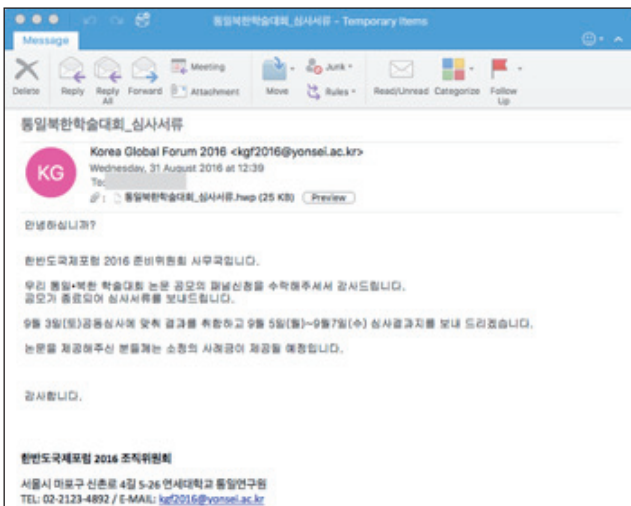 통일북한학술대회_심사서류 - Temporary Items
Message
Delete
Reply
Reply All
Forward
Meeting
Attachment
Move
Junk
Rules
Read/Unread
Categorize
Follow Up
통일북한학술대회_심사서류
KG
Korea Global Forum 2016 <kgf2016@yonsei.ac.kr>
Wednesday, 31 August 2016 at 12:39
To:
통일북한학술대회_심사서류.hwp (25 KB) Preview
안녕하십니까?
한반도국제포럼 2016 준비위원회 사무국입니다.
우리 통일•북한 학술대회 논문 공모의 패널신청을 수락해주셔서 감사드립니다.
공모가 종료되어 심사서류를 보내드립니다.
9월 3일(토)공동심사에 맞춰 결과를 취합하고 9월 5일(월)~9월7일(수) 심사결과지를 보내 드리겠습니다.
논문을 제공해주신 분들께는 소정의 사례금이 제공될 예정입니다.
감사합니다.
한반도국제포럼 2016 조직위원회
서울시 마포구 신촌로 4길 5-26 연세대학교 통일연구원
TEL: 02-2123-4892 / E-MAIL: kgf2016@yonsei.ac.kr